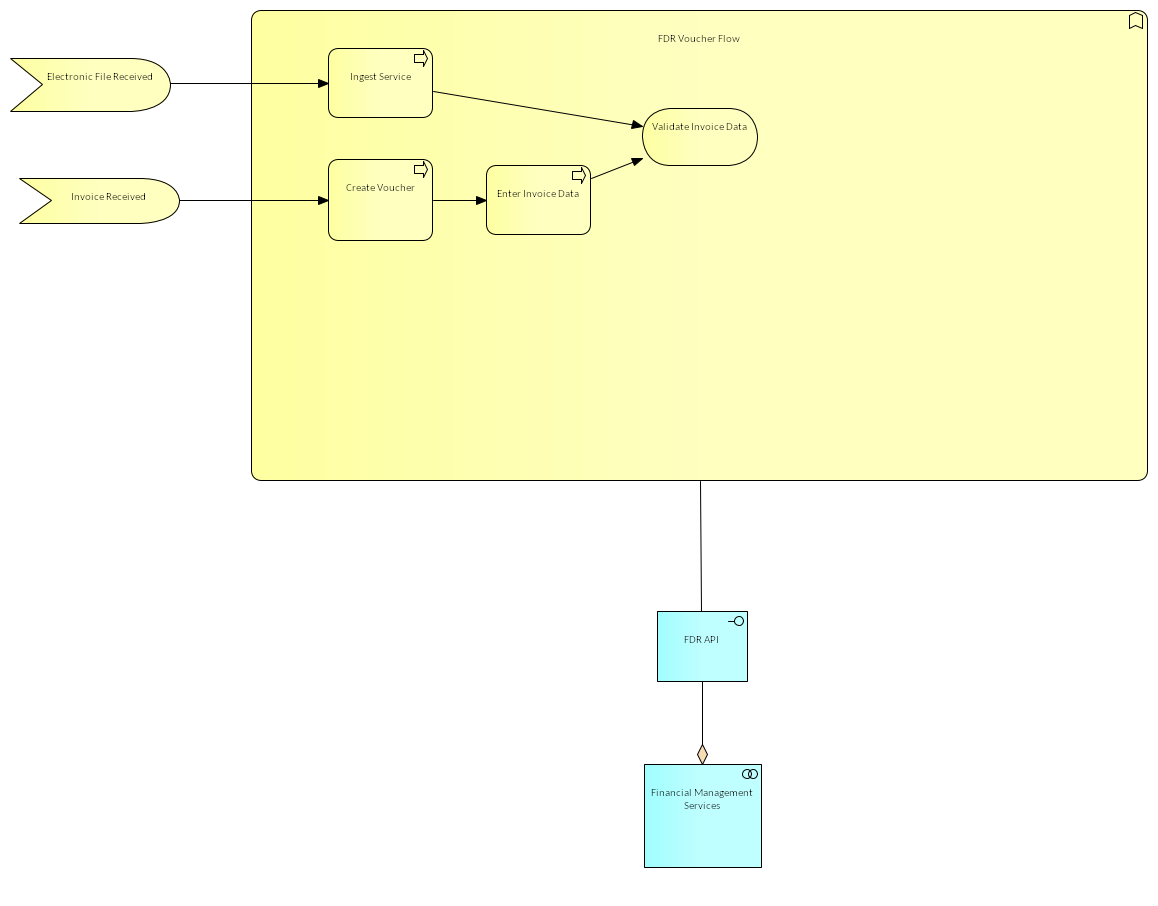 FDR Voucher Flow
Electronic File Received
Ingest Service
Validate Invoice Data
Invoice Received
Create Voucher
Enter Invoice Data
FDR API
Financial Management
Services